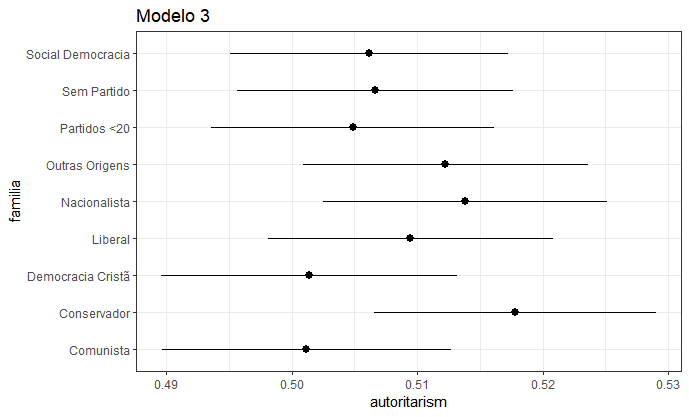 Modelo 3
familia
Social Democracia
Sem Partido
Partidos <20
Outras Origens
Nacionalista
Liberal
Democracia Cristã
Conservador
Comunista
0.49 0.50 0.51 0.52 0.53
autoritarism